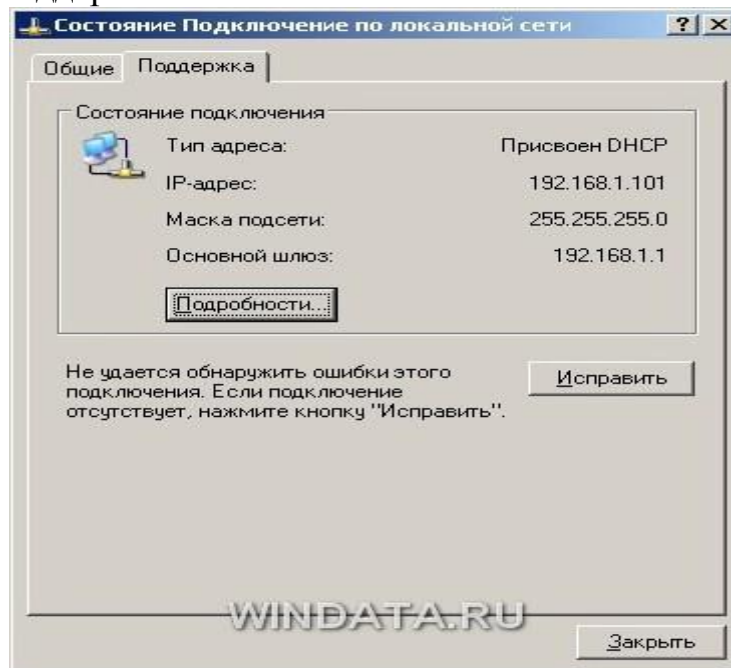 Состояние Подключение по локальной сети
Общие Поддержка
Состояние подключения
Тип адреса: Присвоен DHCP
IP-адрес: 192.168.1.101
Маска подсети: 255.255.255.0
Основной шлюз: 192.168.1.1
Подробности...
Не удается обнаружить ошибки этого
подключения. Если подключение
отсутствует, нажмите кнопку "Исправить".
Исправить
WINDATA.RU
Закрыть